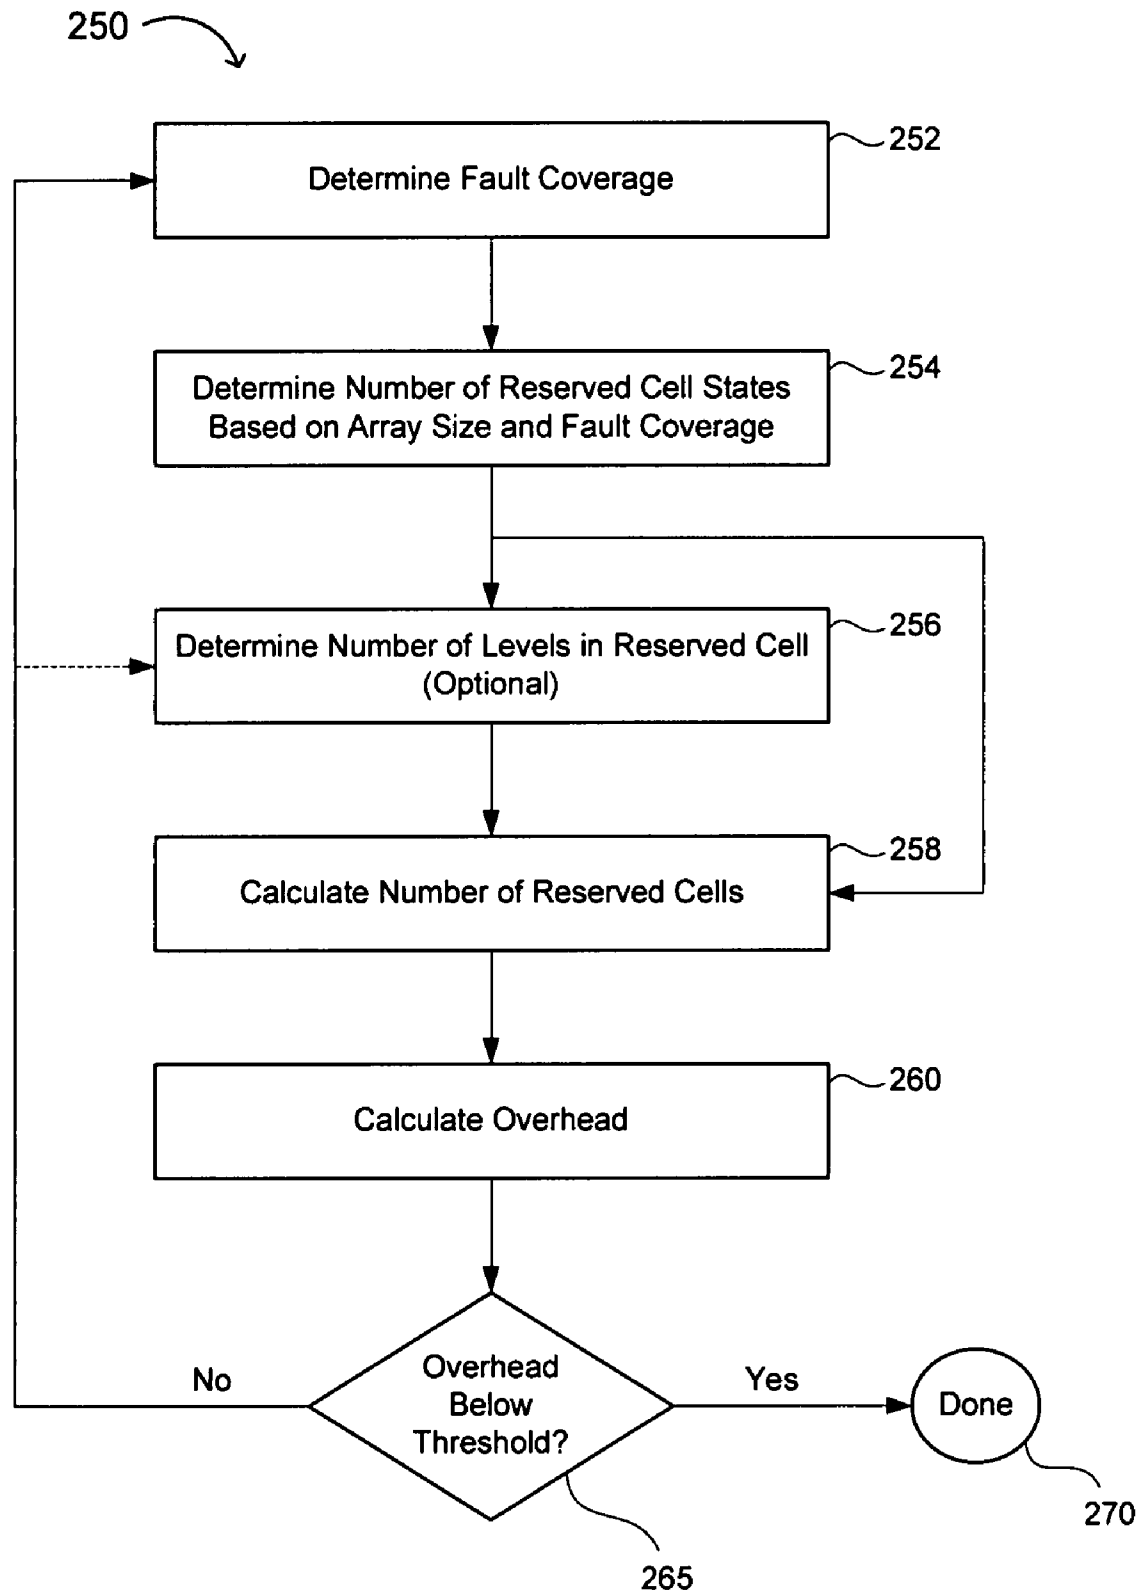 250
252
Determine Fault Coverage
254
Determine Number of Reserved Cell States
Based on Array Size and Fault Coverage
256
Determine Number of Levels in Reserved Cell
(Optional)
258
Calculate Number of Reserved Cells
260
Calculate Overhead
No
Overhead
Below
Threshold?
Yes
Done
270
265